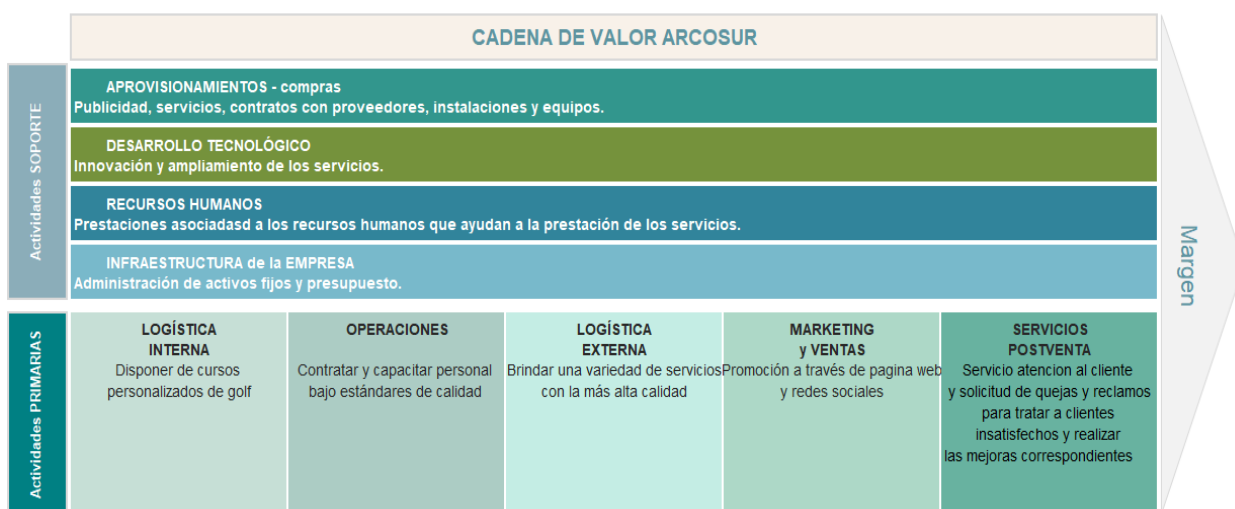 CADENA DE VALOR ARCOSUR
Actividades SOPORTE
APROVISIONAMIENTOS - compras
Publicidad, servicios, contratos con proveedores, instalaciones y equipos.
DESARROLLO TECNOLÓGICO
Innovación y ampliamiento de los servicios.
RECURSOS HUMANOS
Prestaciones asociadasd a los recursos humanos que ayudan a la prestación de los servicios.
INFRAESTRUCTURA de la EMPRESA
Administración de activos fijos y presupuesto.
Margen
Actividades PRIMARIAS
LOGÍSTICA
INTERNA
Disponer de cursos
personalizados de golf
OPERACIONES
Contratar y capacitar personal
bajo estándares de calidad
LOGÍSTICA
EXTERNA
Brindar una variedad de servicios
con la más alta calidad
MARKETING
y VENTAS
Promoción a través de pagina web
y redes sociales
SERVICIOS
POSTVENTA
Servicio atencion al cliente
y solicitud de quejas y reclamos
para tratar a clientes
insatisfechos y realizar
las mejoras correspondientes